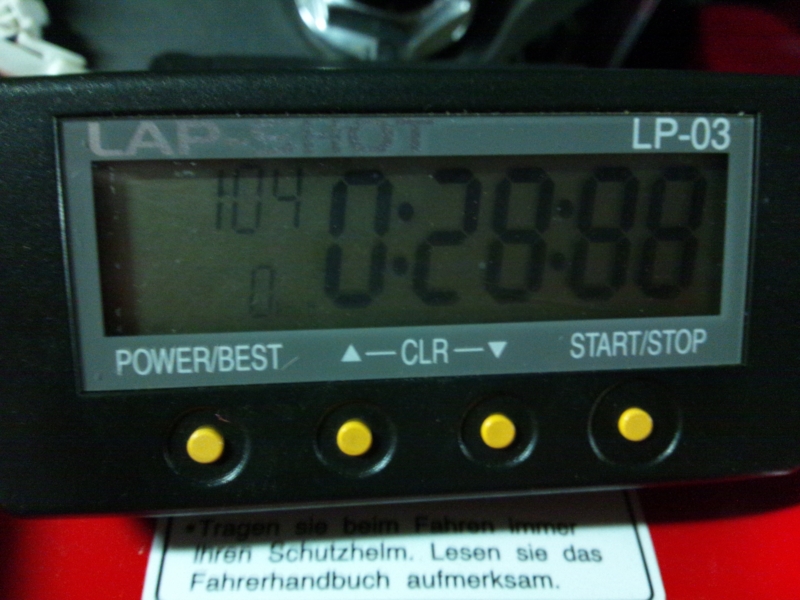 LAP-SHOT LP-03
104 0:28:88
0
POWER/BEST ▲—CLR—▼ START/STOP
•Tragen sie beim Fahren immer
Ihren Schutzhelm. Lesen sie das
Fahrerhandbuch aufmerksam.